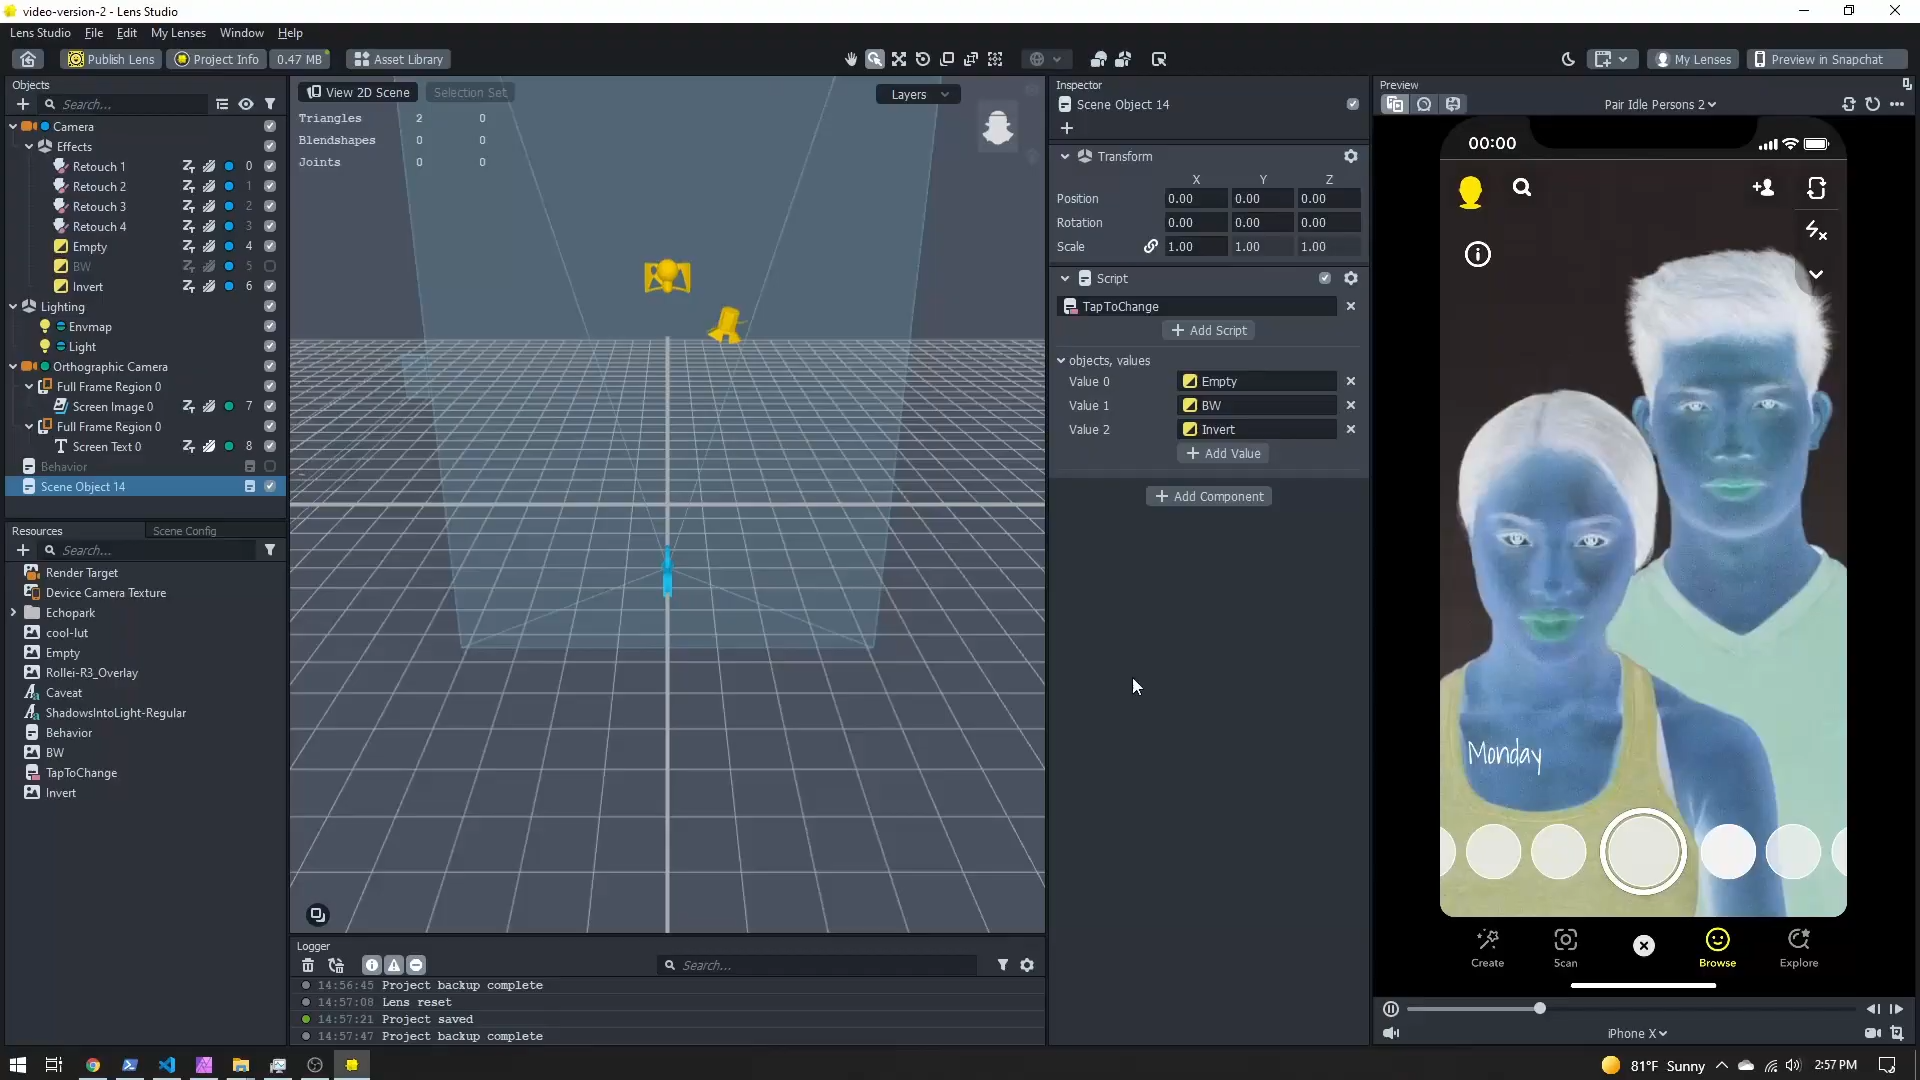 video-version-2 - Lens Studio
Lens Studio File Edit My Lenses Window Help
Publish Lens Project Info 0.47 MB Asset Library My Lenses Preview in Snapchat
Objects
Search...
Camera
Effects
Retouch 1 0
Retouch 2 1
Retouch 3 2
Retouch 4 3
Empty 4
BW 5
Invert 6
Lighting
Envmap
Light
Orthographic Camera
Full Frame Region 0
Screen Image 0 7
Full Frame Region 0
Screen Text 0 8
Behavior
Scene Object 14
Resources Scene Config
Search...
Render Target
Device Camera Texture
Echopark
cool-lut
Empty
Rollei-R3_Overlay
Caveat
ShadowsIntoLight-Regular
Behavior
BW
TapToChange
Invert
View 2D Scene Selection Set Layers
Triangles 2 0
Blendshapes 0 0
Joints 0 0
Logger
Search...
14:56:45 Project backup complete
14:57:08 Lens reset
14:57:21 Project saved
14:57:47 Project backup complete
Inspector
Scene Object 14
Transform
X Y Z
Position 0.00 0.00 0.00
Rotation 0.00 0.00 0.00
Scale 1.00 1.00 1.00
Script
TapToChange
+ Add Script
objects, values
Value 0 Empty
Value 1 BW
Value 2 Invert
+ Add Value
+ Add Component
Preview
Pair Idle Persons 2
00:00
Monday
Create Scan Browse Explore
iPhone X
81°F Sunny 2:57 PM